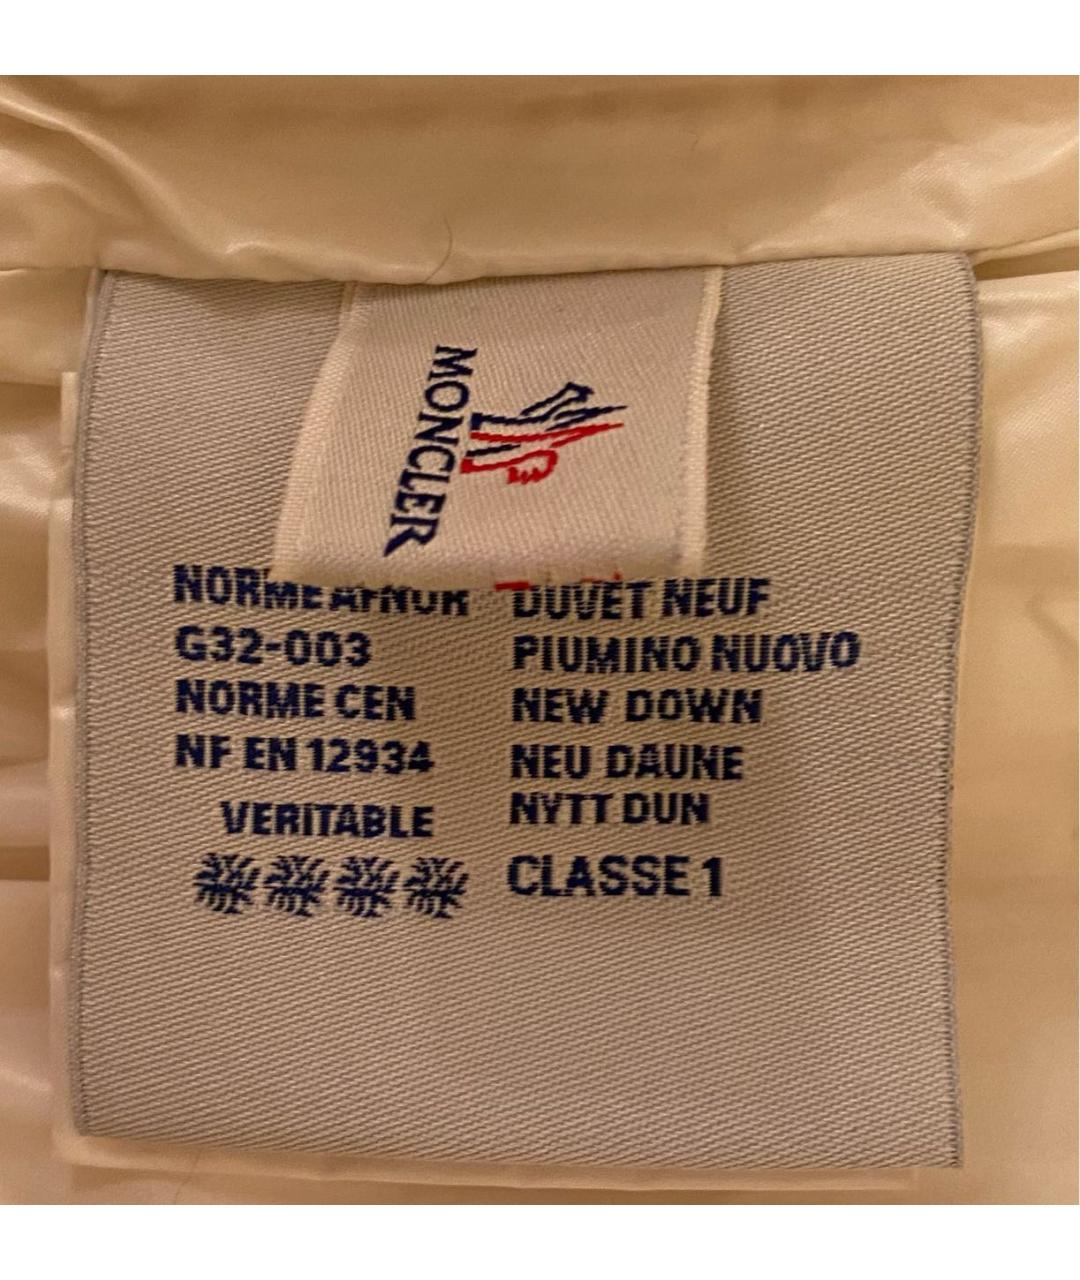 MONCLER
NORME AFNOR
G32-003
NORME CEN
NF EN 12934
VERITABLE
DUVET NEUF
PIUMINO NUOVO
NEW DOWN
NEU DAUNE
NYTT DUN
CLASSE 1